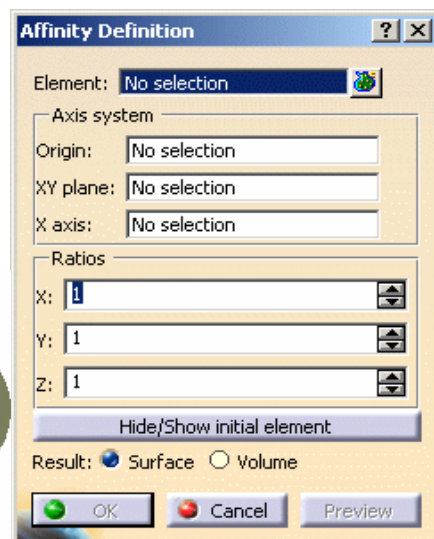 Affinity Definition
Element: No selection
Axis system
Origin: No selection
XY plane: No selection
X axis: No selection
Ratios
X: 1
Y: 1
Z: 1
Hide/Show initial element
Result: Surface Volume
OK Cancel Preview